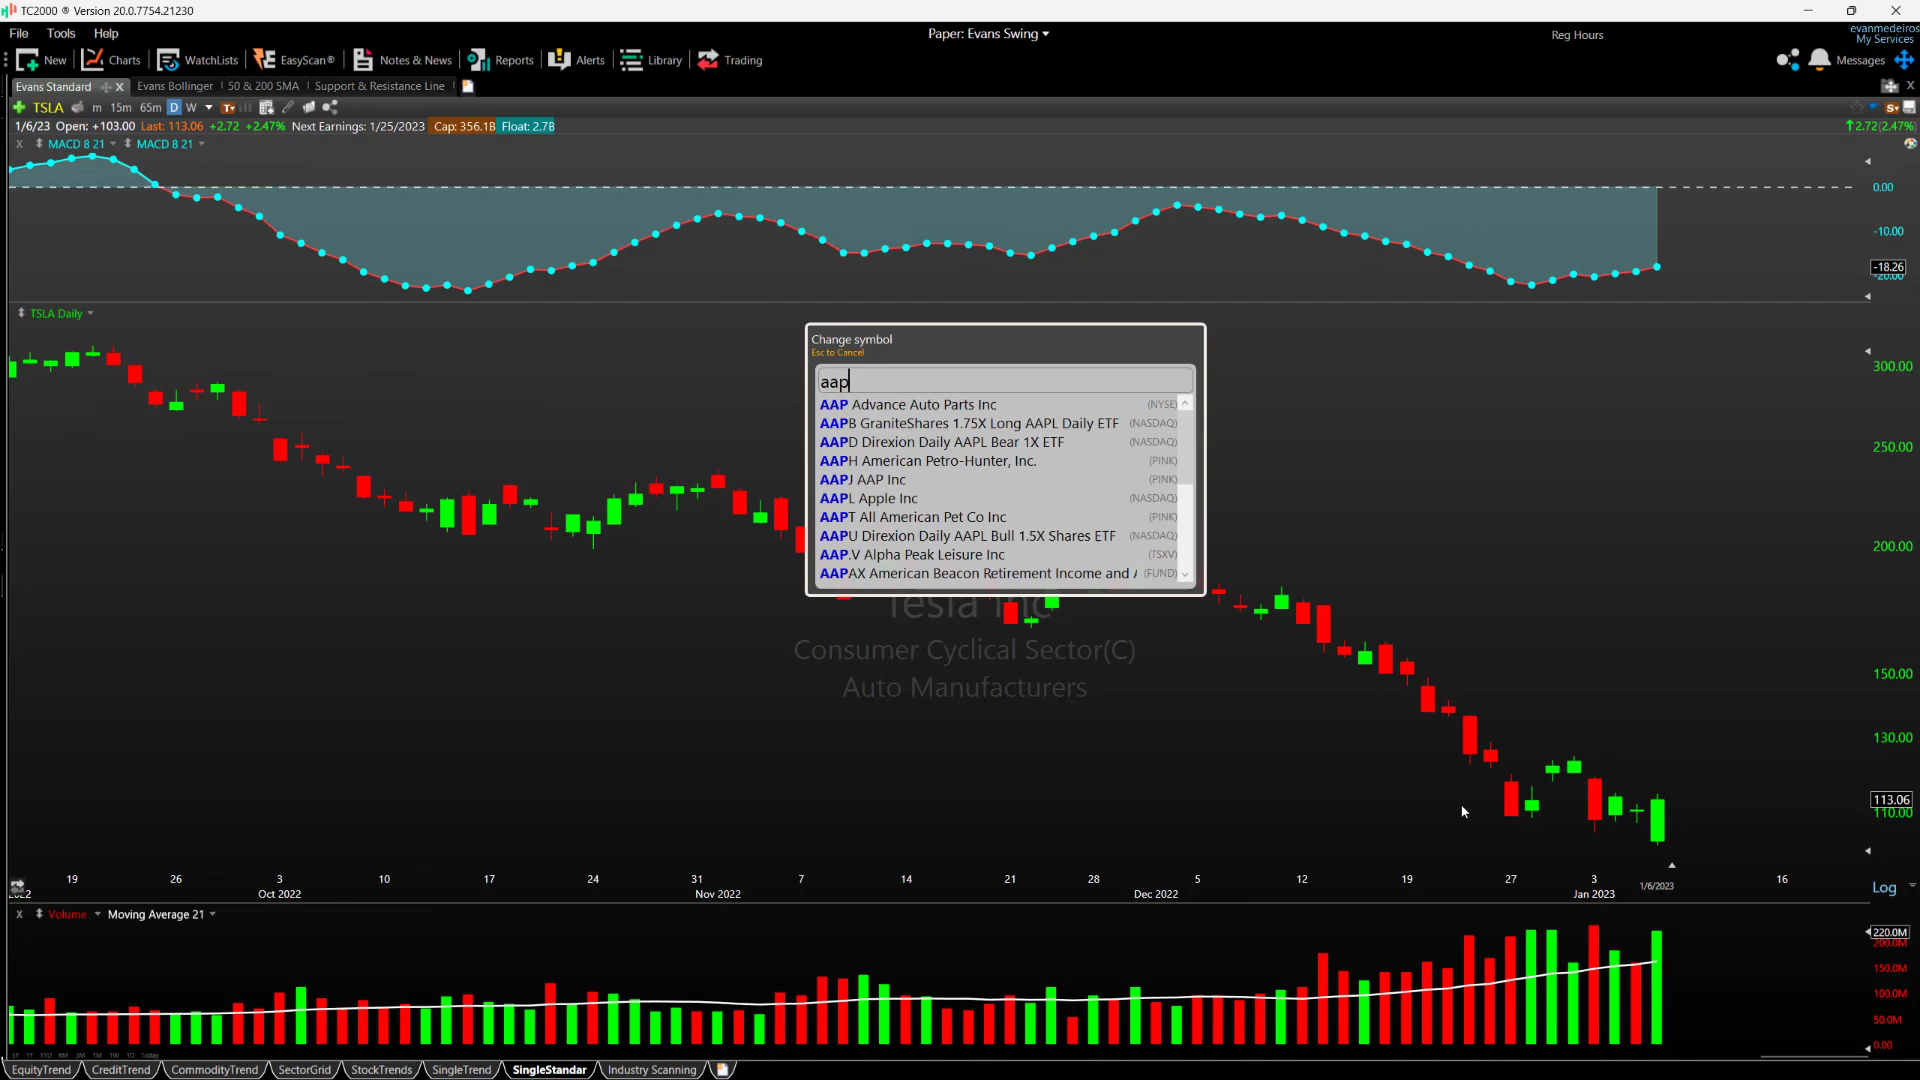 TC2000 ® Version 20.0.7754.21230
File Tools Help
Paper: Evans Swing
Reg Hours
evanmedeiros
My Services
New Charts WatchLists EasyScan® Notes & News Reports Alerts Library Trading
Messages
Evans Standard X Evans Bollinger 50 & 200 SMA Support & Resistance Line
TSLA m 15m 65m D W
1/6/23 Open: +103.00 Last: 113.06 +2.72 +2.47% Next Earnings: 1/25/2023 Cap: 356.1B Float: 2.7B
2.72(2.47%)
X MACD 8 21 MACD 8 21
0.00
-10.00
-18.26
-20.00
TSLA Daily
Change symbol
Esc to Cancel
aap
AAP Advance Auto Parts Inc (NYSE)
AAPB GraniteShares 1.75X Long AAPL Daily ETF (NASDAQ)
AAPD Direxion Daily AAPL Bear 1X ETF (NASDAQ)
AAPH American Petro-Hunter, Inc. (PINK)
AAPJ AAP Inc (PINK)
AAPL Apple Inc (NASDAQ)
AAPT All American Pet Co Inc (PINK)
AAPU Direxion Daily AAPL Bull 1.5X Shares ETF (NASDAQ)
AAP.V Alpha Peak Leisure Inc (TSXV)
AAPAX American Beacon Retirement Income and (FUND)
Tesla Inc
Consumer Cyclical Sector(C)
Auto Manufacturers
300.00
250.00
200.00
150.00
130.00
113.06
110.00
19 26 3 10 17 24 31 7 14 21 28 5 12 19 27 3 1/6/2023 16
Oct 2022 Nov 2022 Dec 2022 Jan 2023
Log
X Volume Moving Average 21
220.0M
200.0M
150.0M
100.0M
50.0M
0.00
EquityTrend CreditTrend CommodityTrend SectorGrid StockTrends SingleTrend SingleStandar Industry Scanning